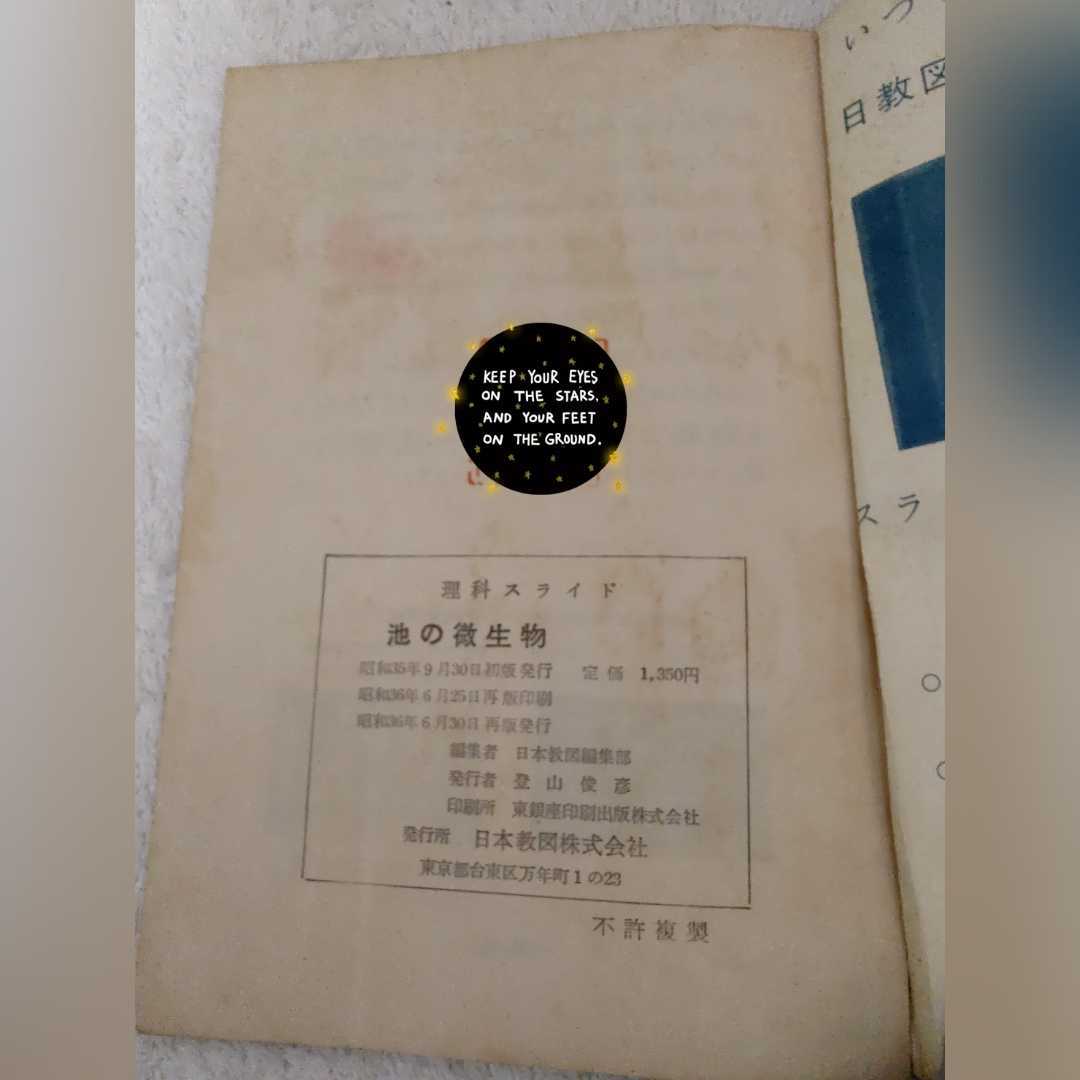 KEEP YOUR EYES
ON THE STARS,
AND YOUR FEET
ON THE GROUND.
理科スライド
池の微生物
昭和35年9月30日初版発行 定価 1,350円
昭和36年6月25日再版印刷
昭和36年6月30日再版発行
編集者 日本教図編集部
発行者 登山俊彦
印刷所 東銀座印刷出版株式会社
発行所 日本教図株式会社
東京都台東区万年町1の23
不許複製
いつ
日教図
スラ